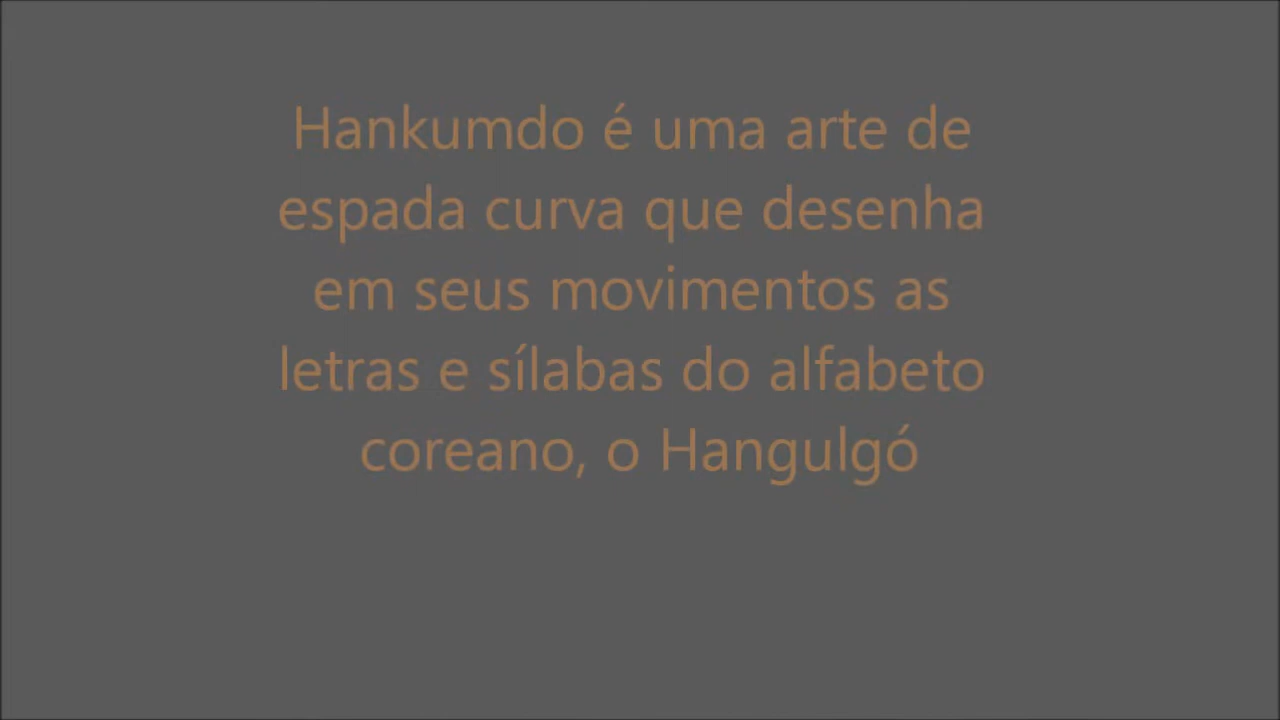 Hankumdo é uma arte de
espada curva que desenha
em seus movimentos as
letras e sílabas do alfabeto
coreano, o Hangulgó